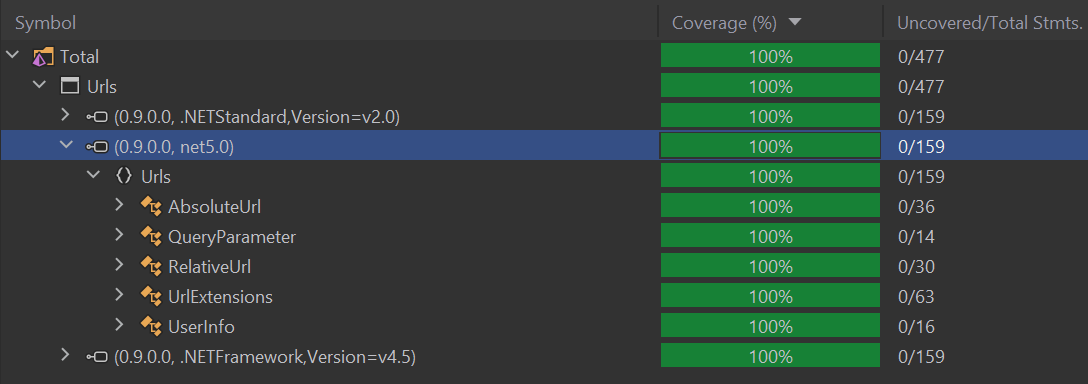 Symbol Coverage (%) Uncovered/Total Stmts.
Total 100% 0/477
Urls 100% 0/477
(0.9.0.0, .NETStandard,Version=v2.0) 100% 0/159
(0.9.0.0, net5.0) 100% 0/159
Urls 100% 0/159
AbsoluteUrl 100% 0/36
QueryParameter 100% 0/14
RelativeUrl 100% 0/30
UrlExtensions 100% 0/63
UserInfo 100% 0/16
(0.9.0.0, .NETFramework,Version=v4.5) 100% 0/159